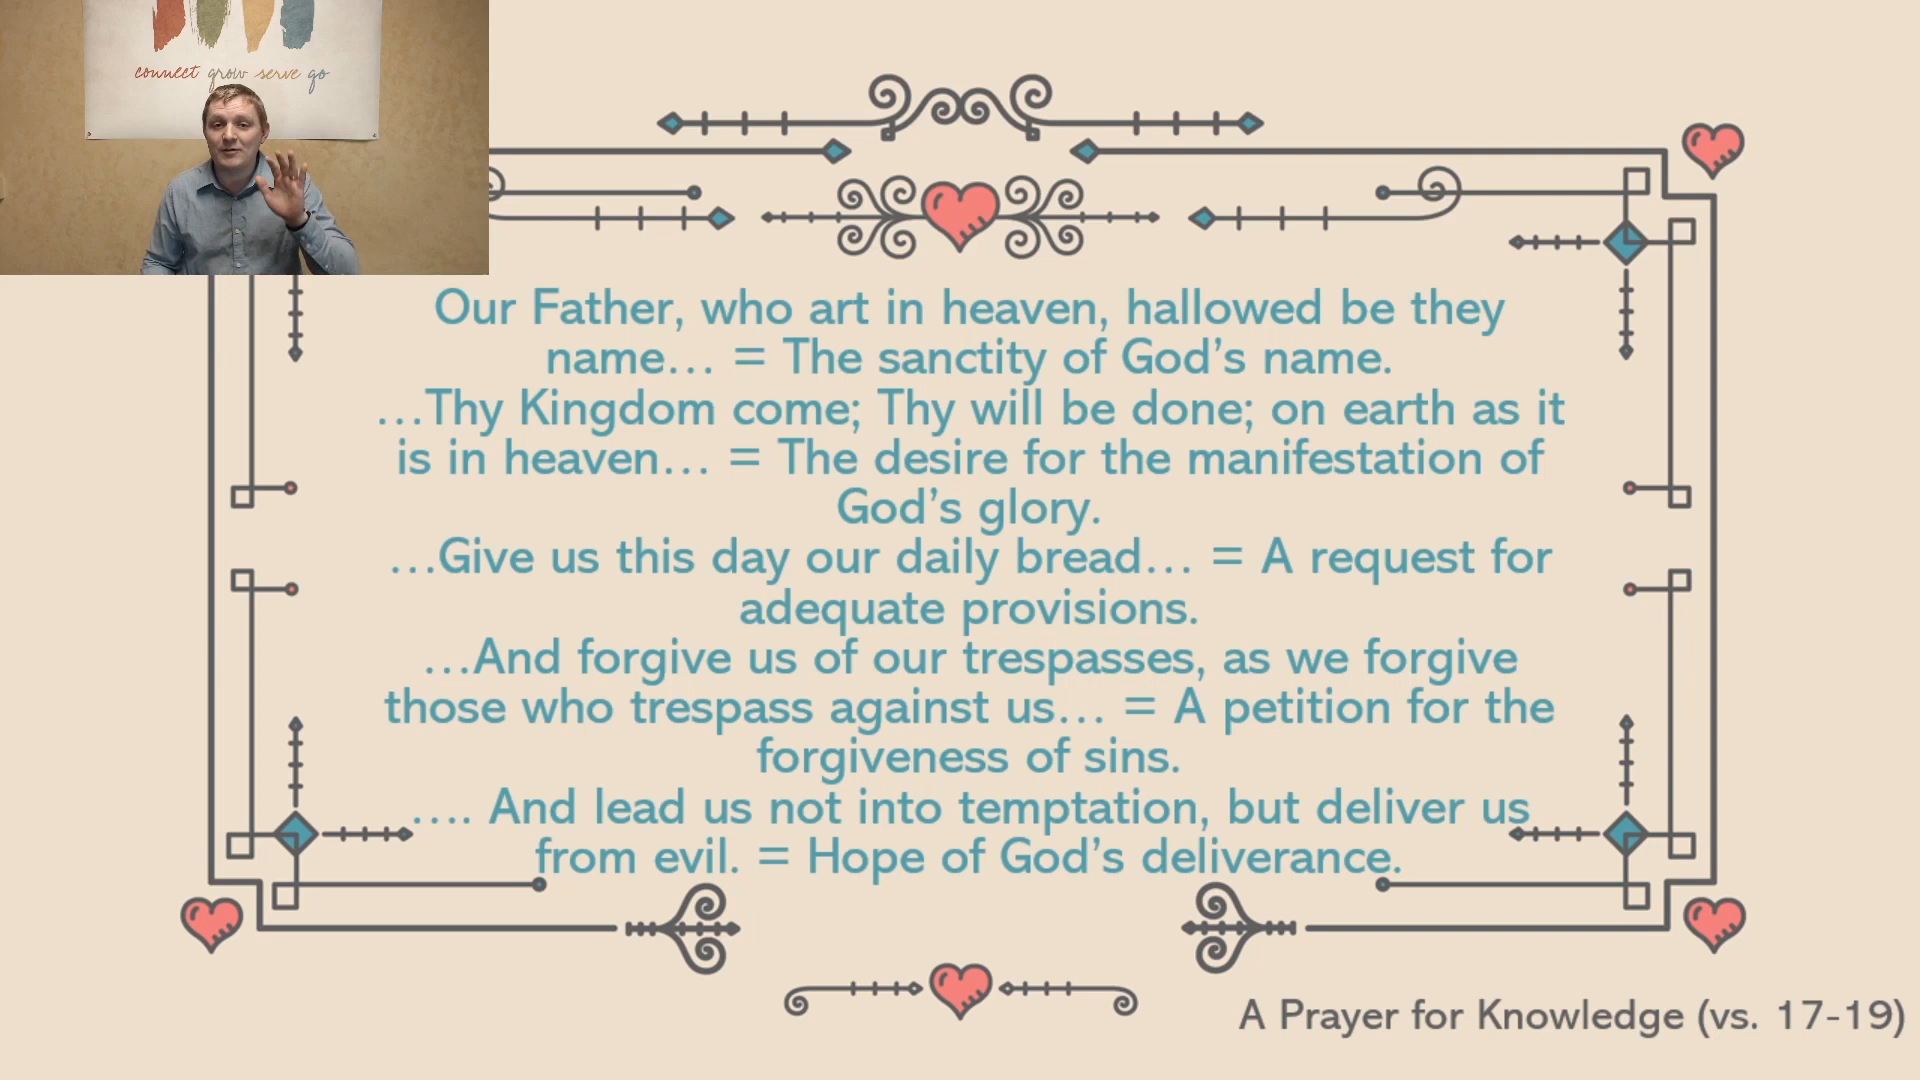 connect grow serve go
Our Father, who art in heaven, hallowed be they
name… = The sanctity of God’s name.
…Thy Kingdom come; Thy will be done; on earth as it
is in heaven… = The desire for the manifestation of
God’s glory.
…Give us this day our daily bread… = A request for
adequate provisions.
…And forgive us of our trespasses, as we forgive
those who trespass against us… = A petition for the
forgiveness of sins.
…. And lead us not into temptation, but deliver us
from evil. = Hope of God’s deliverance.
A Prayer for Knowledge (vs. 17-19)